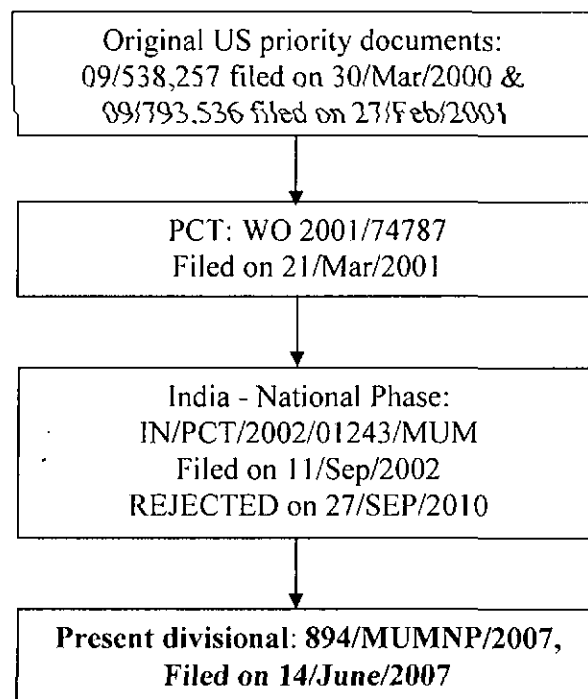 Original US priority documents:
09/538,257 filed on 30/Mar/2000 &
09/793,536 filed on 27/Feb/2001
PCT: WO 2001/74787
Filed on 21/Mar/2001
India - National Phase:
IN/PCT/2002/01243/MUM
Filed on 11/Sep/2002
REJECTED on 27/SEP/2010
Present divisional: 894/MUMNP/2007,
Filed on 14/June/2007